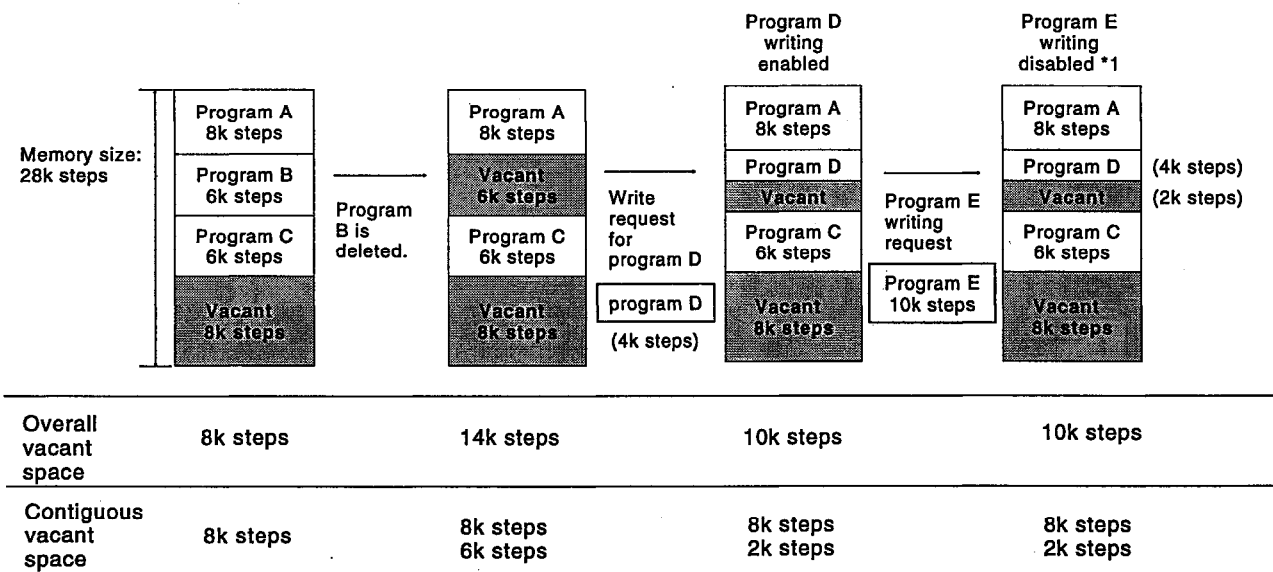 Program D
writing
enabled
Program E
writing
disabled *1
Memory size:
28k steps
Program A
8k steps
Program B
6k steps
Program C
6k steps
Vacant
8k steps
Program
B is
deleted.
Program A
8k steps
Vacant
6k steps
Program C
6k steps
Vacant
8k steps
Write
request
for
program D
program D
(4k steps)
Program A
8k steps
Program D
Vacant
Program C
6k steps
Vacant
8k steps
Program E
writing
request
Program E
10k steps
Program A
8k steps
Program D
(4k steps)
Vacant
(2k steps)
Program C
6k steps
Vacant
8k steps
Overall
vacant
space
8k steps
14k steps
10k steps
10k steps
Contiguous
vacant
space
8k steps
8k steps
6k steps
8k steps
2k steps
8k steps
2k steps